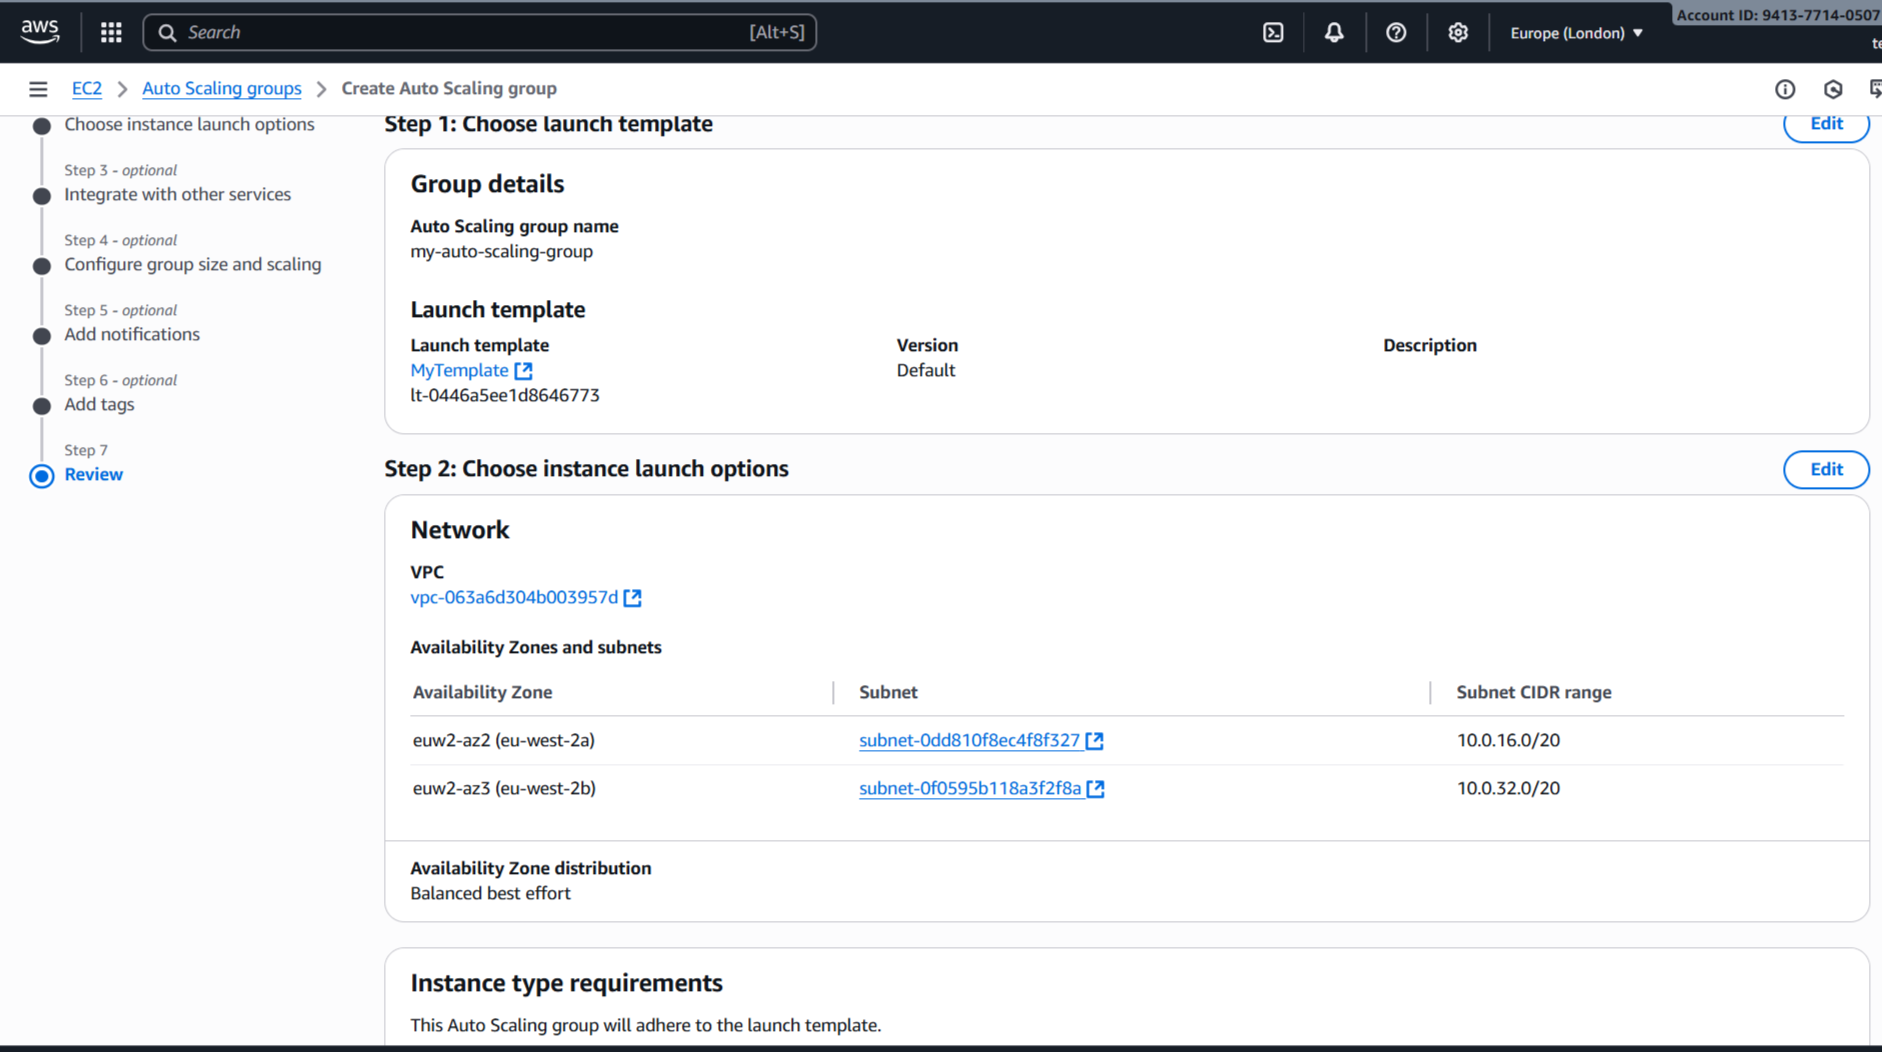 aws
Search [Alt+S]
Europe (London)
Account ID: 9413-7714-0507
EC2 Auto Scaling groups Create Auto Scaling group
Choose instance launch options
Step 3 - optional
Integrate with other services
Step 4 - optional
Configure group size and scaling
Step 5 - optional
Add notifications
Step 6 - optional
Add tags
Step 7
Review
Step 1: Choose launch template
Edit
Group details
Auto Scaling group name
my-auto-scaling-group
Launch template
Launch template Version Description
MyTemplate Default
lt-0446a5ee1d8646773
Step 2: Choose instance launch options
Edit
Network
VPC
vpc-063a6d304b003957d
Availability Zones and subnets
Availability Zone Subnet Subnet CIDR range
euw2-az2 (eu-west-2a) subnet-0dd810f8ec4f8f327 10.0.16.0/20
euw2-az3 (eu-west-2b) subnet-0f0595b118a3f2f8a 10.0.32.0/20
Availability Zone distribution
Balanced best effort
Instance type requirements
This Auto Scaling group will adhere to the launch template.